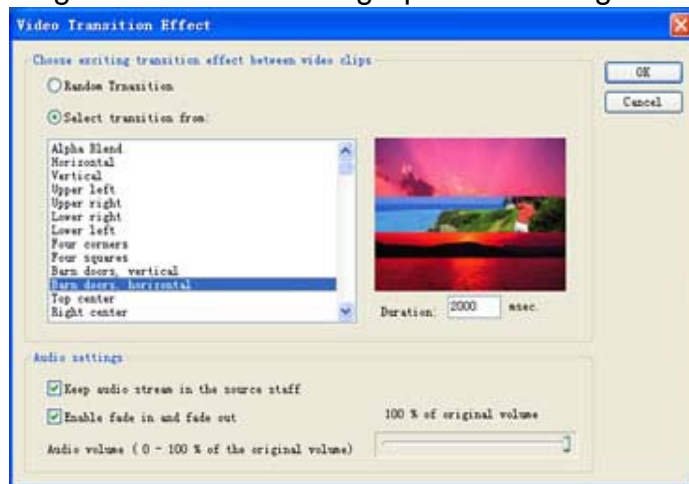 Video Transition Effect
Choose exciting transition effect between video clips
Random Trnasition
Select transition from:
Alpha Blend
Horizontal
Vertical
Upper left
Upper right
Lower right
Lower left
Four corners
Four squares
Barn doors, vertical
Barn doors, horizontal
Top center
Right center
Duration: 2000 msec.
OK
Cancel
Audio settings
Keep audio stream in the source staff
Enable fade in and fade out
100 % of original volume
Audio volume ( 0 - 100 % of the original volume)